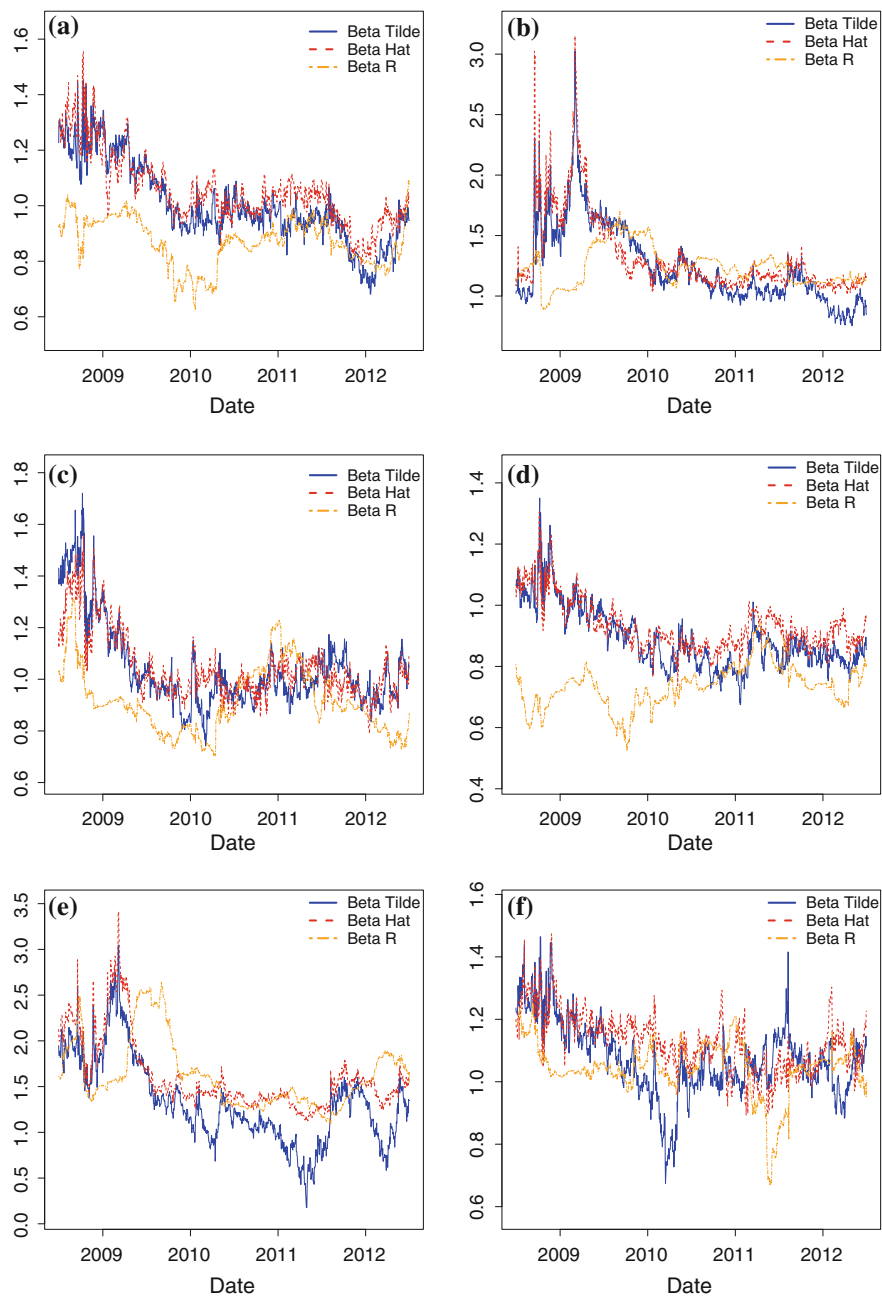 (a)
Beta Tilde
Beta Hat
Beta R
1.6
1.4
1.2
1.0
0.8
0.6
2009 2010 2011 2012
Date
(b)
Beta Tilde
Beta Hat
Beta R
3.0
2.5
2.0
1.5
1.0
2009 2010 2011 2012
Date
(c)
Beta Tilde
Beta Hat
Beta R
1.8
1.6
1.4
1.2
1.0
0.8
0.6
2009 2010 2011 2012
Date
(d)
Beta Tilde
Beta Hat
Beta R
1.4
1.2
1.0
0.8
0.6
0.4
2009 2010 2011 2012
Date
(e)
Beta Tilde
Beta Hat
Beta R
3.5
3.0
2.5
2.0
1.5
1.0
0.5
0.0
2009 2010 2011 2012
Date
(f)
Beta Tilde
Beta Hat
Beta R
1.6
1.4
1.2
1.0
0.8
0.6
2009 2010 2011 2012
Date